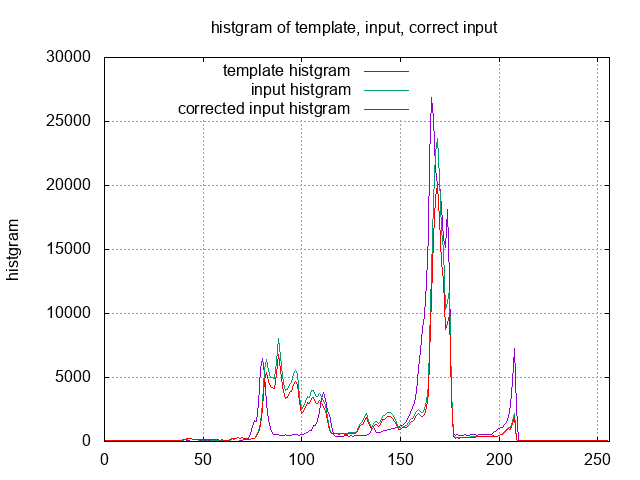 histgram of template, input, correct input
30000
25000
20000
15000
10000
5000
0
template histgram
input histgram
corrected input histgram
histgram
0 50 100 150 200 250